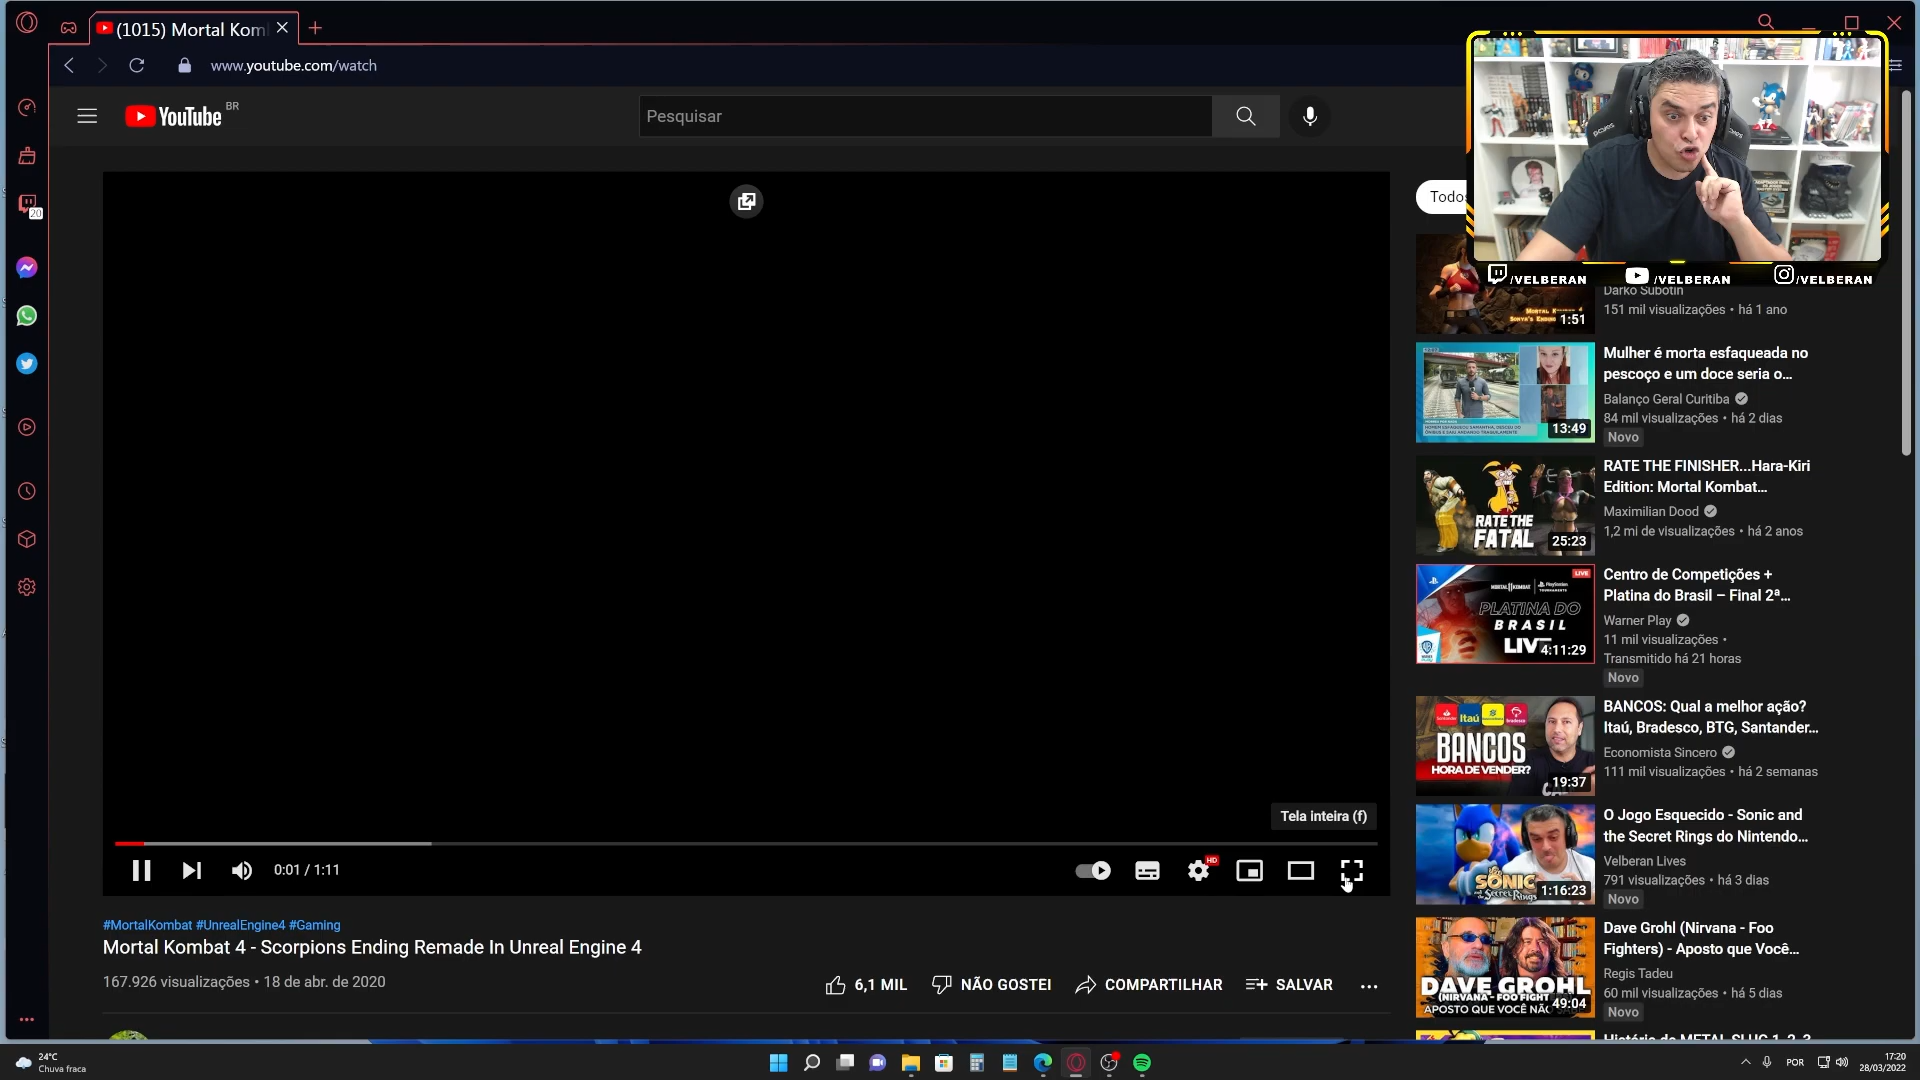 (1015) Mortal Kom
www.youtube.com/watch
YouTube BR
Pesquisar
Todos
/VELBERAN /VELBERAN /VELBERAN
1:51
Darko Subotin
151 mil visualizações • há 1 ano
20
13:49
Mulher é morta esfaqueada no
pescoço e um doce seria o...
Balanço Geral Curitiba
84 mil visualizações • há 2 dias
Novo
RATE THE
FATAL
25:23
RATE THE FINISHER...Hara-Kiri
Edition: Mortal Kombat...
Maximilian Dood
1,2 mi de visualizações • há 2 anos
LIVE
MORTAL KOMBAT
PLATINA DO
BRASIL
LIVE
4:11:29
Centro de Competições +
Platina do Brasil – Final 2ª...
Warner Play
11 mil visualizações •
Transmitido há 21 horas
Novo
Itaú
BANCOS
HORA DE VENDER?
19:37
BANCOS: Qual a melhor ação?
Itaú, Bradesco, BTG, Santander...
Economista Sincero
111 mil visualizações • há 2 semanas
SONIC
1:16:23
O Jogo Esquecido - Sonic and
the Secret Rings do Nintendo...
Velberan Lives
791 visualizações • há 3 dias
Novo
DAVE GROHL
(NIRVANA - FOO FIGHT
APOSTO QUE VOCÊ NÃO
49:04
Dave Grohl (Nirvana - Foo
Fighters) - Aposto que Você...
Regis Tadeu
60 mil visualizações • há 5 dias
Novo
Tela inteira (f)
0:01 / 1:11
HD
#MortalKombat #UnrealEngine4 #Gaming
Mortal Kombat 4 - Scorpions Ending Remade In Unreal Engine 4
167.926 visualizações • 18 de abr. de 2020
6,1 MIL NÃO GOSTEI COMPARTILHAR SALVAR
24°C
Chuva fraca
POR
17:20
28/03/2022